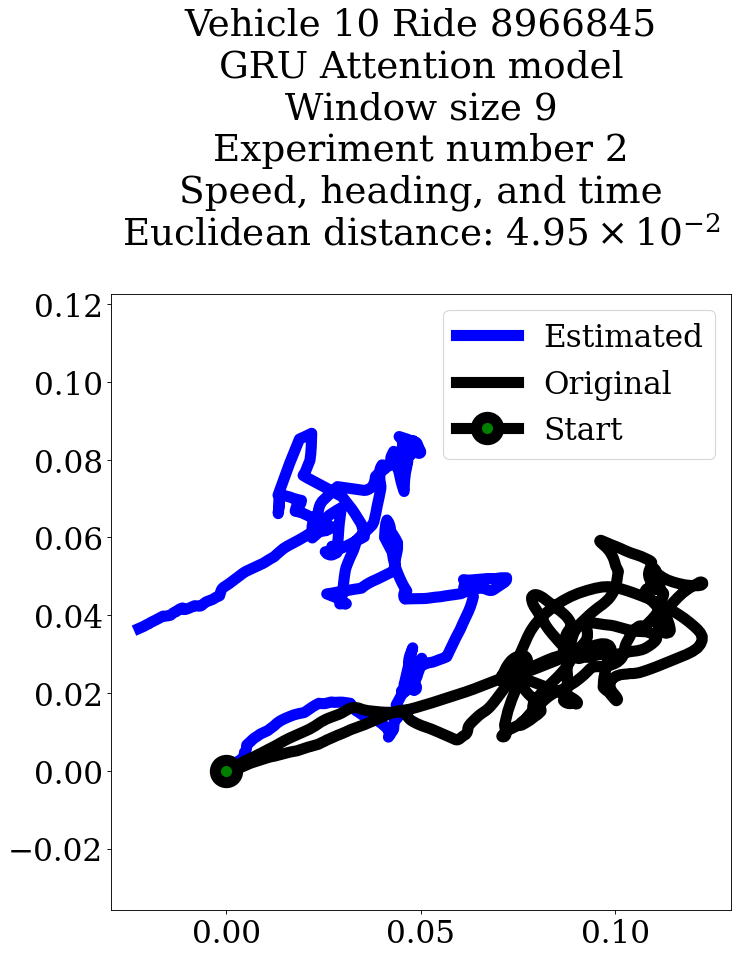 Vehicle 10 Ride 8966845
GRU Attention model
Window size 9
Experiment number 2
Speed, heading, and time
Euclidean distance: 4.95 × 10⁻²
0.12
0.10
0.08
0.06
0.04
0.02
0.00
−0.02
Estimated
Original
Start
0.00 0.05 0.10